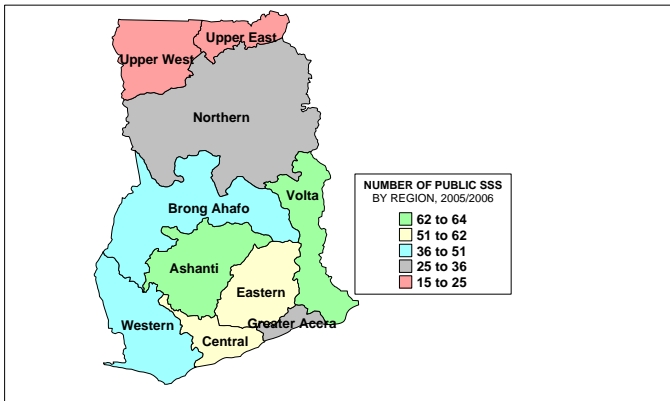 Upper East
Upper West
Northern
Volta
Brong Ahafo
Ashanti
Eastern
Western
Greater Accra
Central
NUMBER OF PUBLIC SSS
BY REGION, 2005/2006
62 to 64
51 to 62
36 to 51
25 to 36
15 to 25